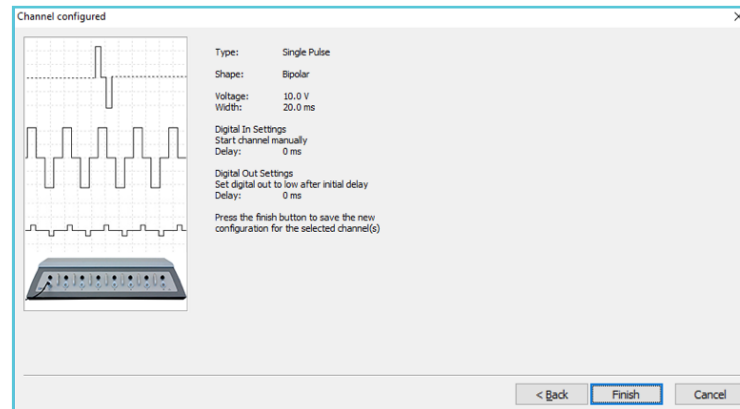 Channel configured
Type: Single Pulse
Shape: Bipolar
Voltage: 10.0 V
Width: 20.0 ms
Digital In Settings
Start channel manually
Delay: 0 ms
Digital Out Settings
Set digital out to low after initial delay
Delay: 0 ms
Press the finish button to save the new
configuration for the selected channel(s)
< Back Finish Cancel